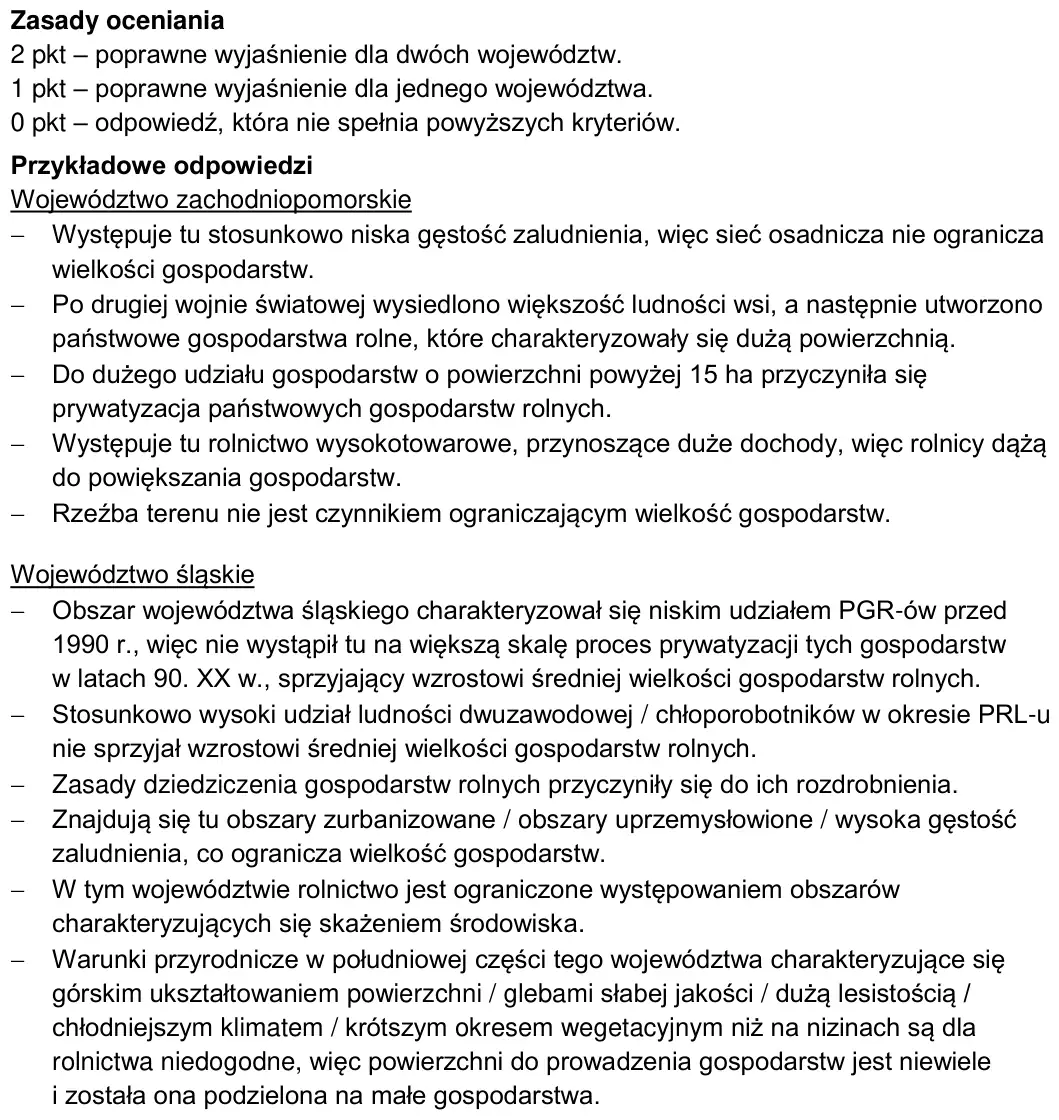 Zasady oceniania
2 pkt – poprawne wyjaśnienie dla dwóch województw.
1 pkt – poprawne wyjaśnienie dla jednego województwa.
0 pkt – odpowiedź, która nie spełnia powyższych kryteriów.
Przykładowe odpowiedzi
Województwo zachodniopomorskie
– Występuje tu stosunkowo niska gęstość zaludnienia, więc sieć osadnicza nie ogranicza
wielkości gospodarstw.
– Po drugiej wojnie światowej wysiedlono większość ludności wsi, a następnie utworzono
państwowe gospodarstwa rolne, które charakteryzowały się dużą powierzchnią.
– Do dużego udziału gospodarstw o powierzchni powyżej 15 ha przyczyniła się
prywatyzacja państwowych gospodarstw rolnych.
– Występuje tu rolnictwo wysokotowarowe, przynoszące duże dochody, więc rolnicy dążą
do powiększania gospodarstw.
– Rzeźba terenu nie jest czynnikiem ograniczającym wielkość gospodarstw.
Województwo śląskie
– Obszar województwa śląskiego charakteryzował się niskim udziałem PGR-ów przed
1990 r., więc nie wystąpił tu na większą skalę proces prywatyzacji tych gospodarstw
w latach 90. XX w., sprzyjający wzrostowi średniej wielkości gospodarstw rolnych.
– Stosunkowo wysoki udział ludności dwuzawodowej / chłoporobotników w okresie PRL-u
nie sprzyjał wzrostowi średniej wielkości gospodarstw rolnych.
– Zasady dziedziczenia gospodarstw rolnych przyczyniły się do ich rozdrobnienia.
– Znajdują się tu obszary zurbanizowane / obszary uprzemysłowione / wysoka gęstość
zaludnienia, co ogranicza wielkość gospodarstw.
– W tym województwie rolnictwo jest ograniczone występowaniem obszarów
charakteryzujących się skażeniem środowiska.
– Warunki przyrodnicze w południowej części tego województwa charakteryzujące się
górskim ukształtowaniem powierzchni / glebami słabej jakości / dużą lesistością /
chłodniejszym klimatem / krótszym okresem wegetacyjnym niż na nizinach są dla
rolnictwa niedogodne, więc powierzchni do prowadzenia gospodarstw jest niewiele
i została ona podzielona na małe gospodarstwa.